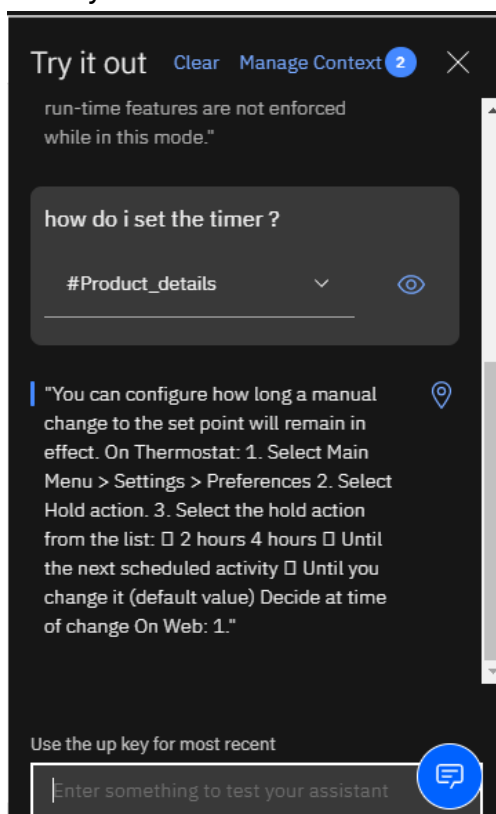 Try it out Clear Manage Context 2
run-time features are not enforced
while in this mode."
how do i set the timer ?
#Product_details
"You can configure how long a manual
change to the set point will remain in
effect. On Thermostat: 1. Select Main
Menu > Settings > Preferences 2. Select
Hold action. 3. Select the hold action
from the list: 2 hours 4 hours Until
the next scheduled activity Until you
change it (default value) Decide at time
of change On Web: 1."
Use the up key for most recent
Enter something to test your assistant